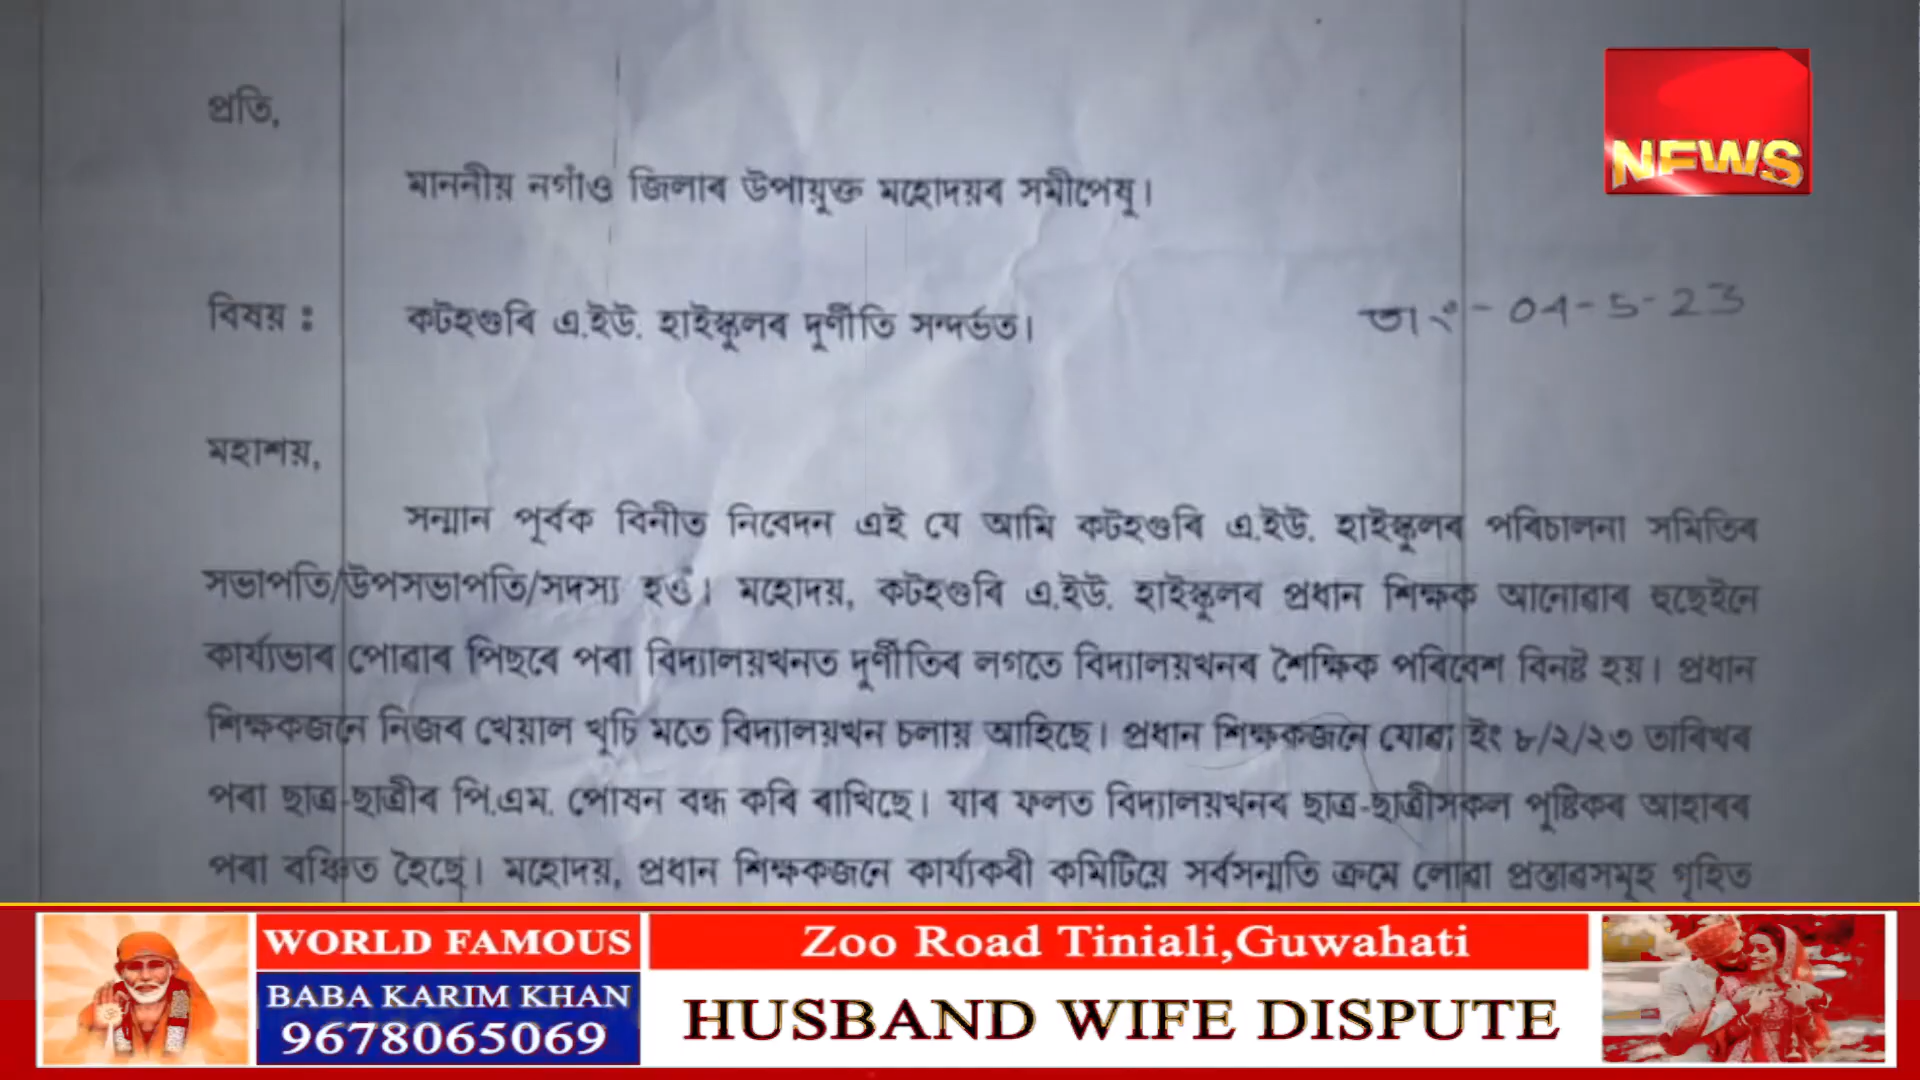 প্ৰতি,
NEWS
মাননীয় নগাঁও জিলাৰ উপায়ুক্ত মহোদয়ৰ সমীপেষু।
বিষয় : কটহগুৰি এ.ইউ. হাইস্কুলৰ দুৰ্ণীতি সন্দৰ্ভত।
তাং- 04-5-23
মহাশয়,
সন্মান পূৰ্বক বিনীত নিবেদন এই যে আমি কটহগুৰি এ.ইউ. হাইস্কুলৰ পৰিচালনা সমিতিৰ
সভাপতি/উপসভাপতি/সদস্য হওঁ। মহোদয়, কটহগুৰি এ.ইউ. হাইস্কুলৰ প্ৰধান শিক্ষক আনোৱাৰ হুছেইনে
কাৰ্য্যভাৰ পোৱাৰ পিছৰে পৰা বিদ্যালয়খনত দুৰ্ণীতিৰ লগতে বিদ্যালয়খনৰ শৈক্ষিক পৰিবেশ বিনষ্ট হয়। প্ৰধান
শিক্ষকজনে নিজৰ খেয়াল খুচি মতে বিদ্যালয়খন চলায় আহিছে। প্ৰধান শিক্ষকজনে যোৱা ইং ৮/২/২৩ তাৰিখৰ
পৰা ছাত্ৰ-ছাত্ৰীৰ পি.এম. পোষন বন্ধ কৰি ৰাখিছে। যাৰ ফলত বিদ্যালয়খনৰ ছাত্ৰ-ছাত্ৰীসকল পুষ্টিকৰ আহাৰৰ
পৰা বঞ্চিত হৈছে। মহোদয়, প্ৰধান শিক্ষকজনে কাৰ্য্যকৰী কমিটিয়ে সৰ্বসন্মতি ক্ৰমে লোৱা প্ৰস্তাৱসমূহ গৃহিত
WORLD FAMOUS
BABA KARIM KHAN
9678065069
Zoo Road Tiniali,Guwahati
HUSBAND WIFE DISPUTE